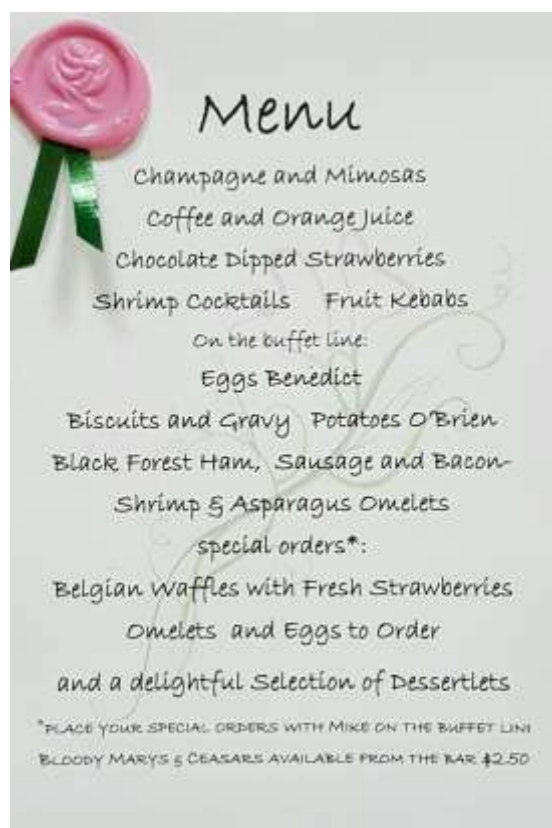 Menu
Champagne and Mimosas
Coffee and Orange Juice
Chocolate Dipped Strawberries
Shrimp Cocktails Fruit Kebabs
On the buffet line:
Eggs Benedict
Biscuits and Gravy Potatoes O'Brien
Black Forest Ham, Sausage and Bacon-
Shrimp & Asparagus Omelets
special orders*:
Belgian Waffles with Fresh Strawberries
Omelets and Eggs to Order
and a delightful Selection of Dessertlets
*PLACE YOUR SPECIAL ORDERS WITH MIKE ON THE BUFFET LINE
BLOODY MARYS & CEASARS AVAILABLE FROM THE BAR $2.50